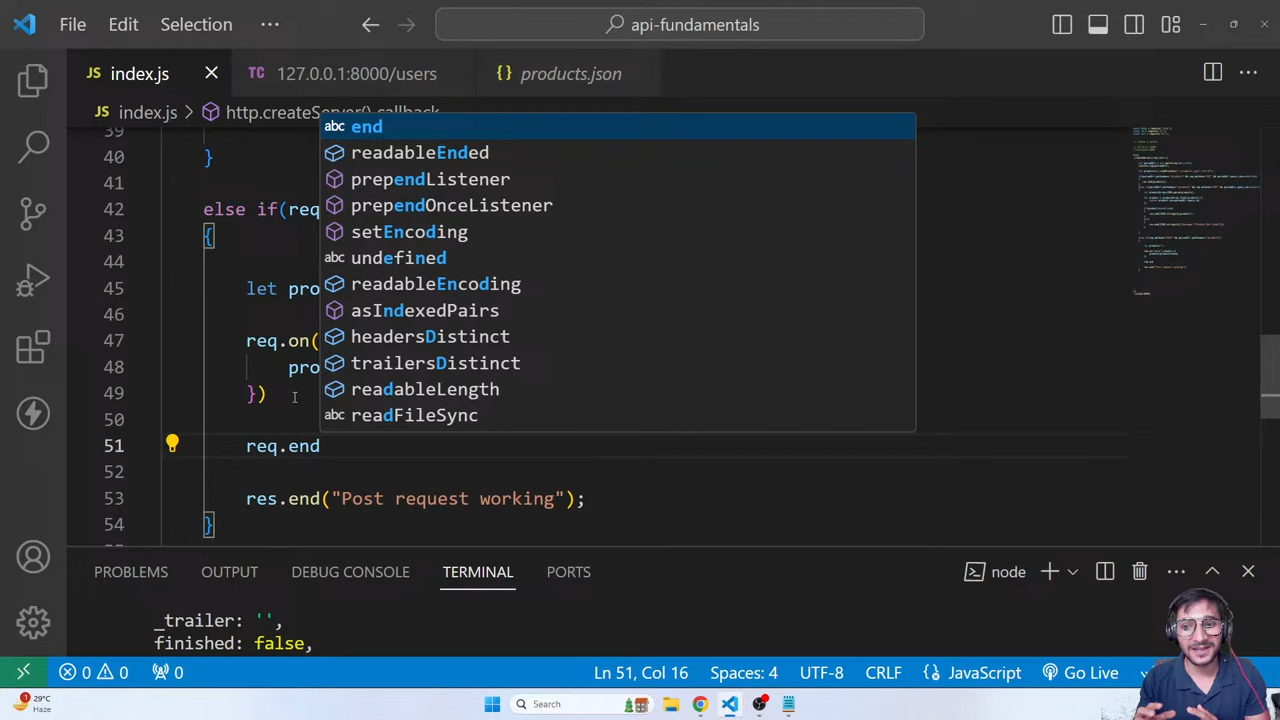 File Edit Selection ··· api-fundamentals
JS index.js TC 127.0.0.1:8000/users {} products.json
JS index.js > http.createServer() callback
39
40 }
41
42 else if(req
43 {
44
45 let pro
46
47 req.on(
48 pro
49 })
50
51 req.end
52
53 res.end("Post request working");
54 }
abc end
readableEnded
prependListener
prependOnceListener
setEncoding
abc undefined
readableEncoding
asIndexedPairs
headersDistinct
trailersDistinct
readableLength
abc readFileSync
PROBLEMS OUTPUT DEBUG CONSOLE TERMINAL PORTS node
_trailer: '',
finished: false,
0 0 0 Ln 51, Col 16 Spaces: 4 UTF-8 CRLF {} JavaScript Go Live
29°C
Haze
Search